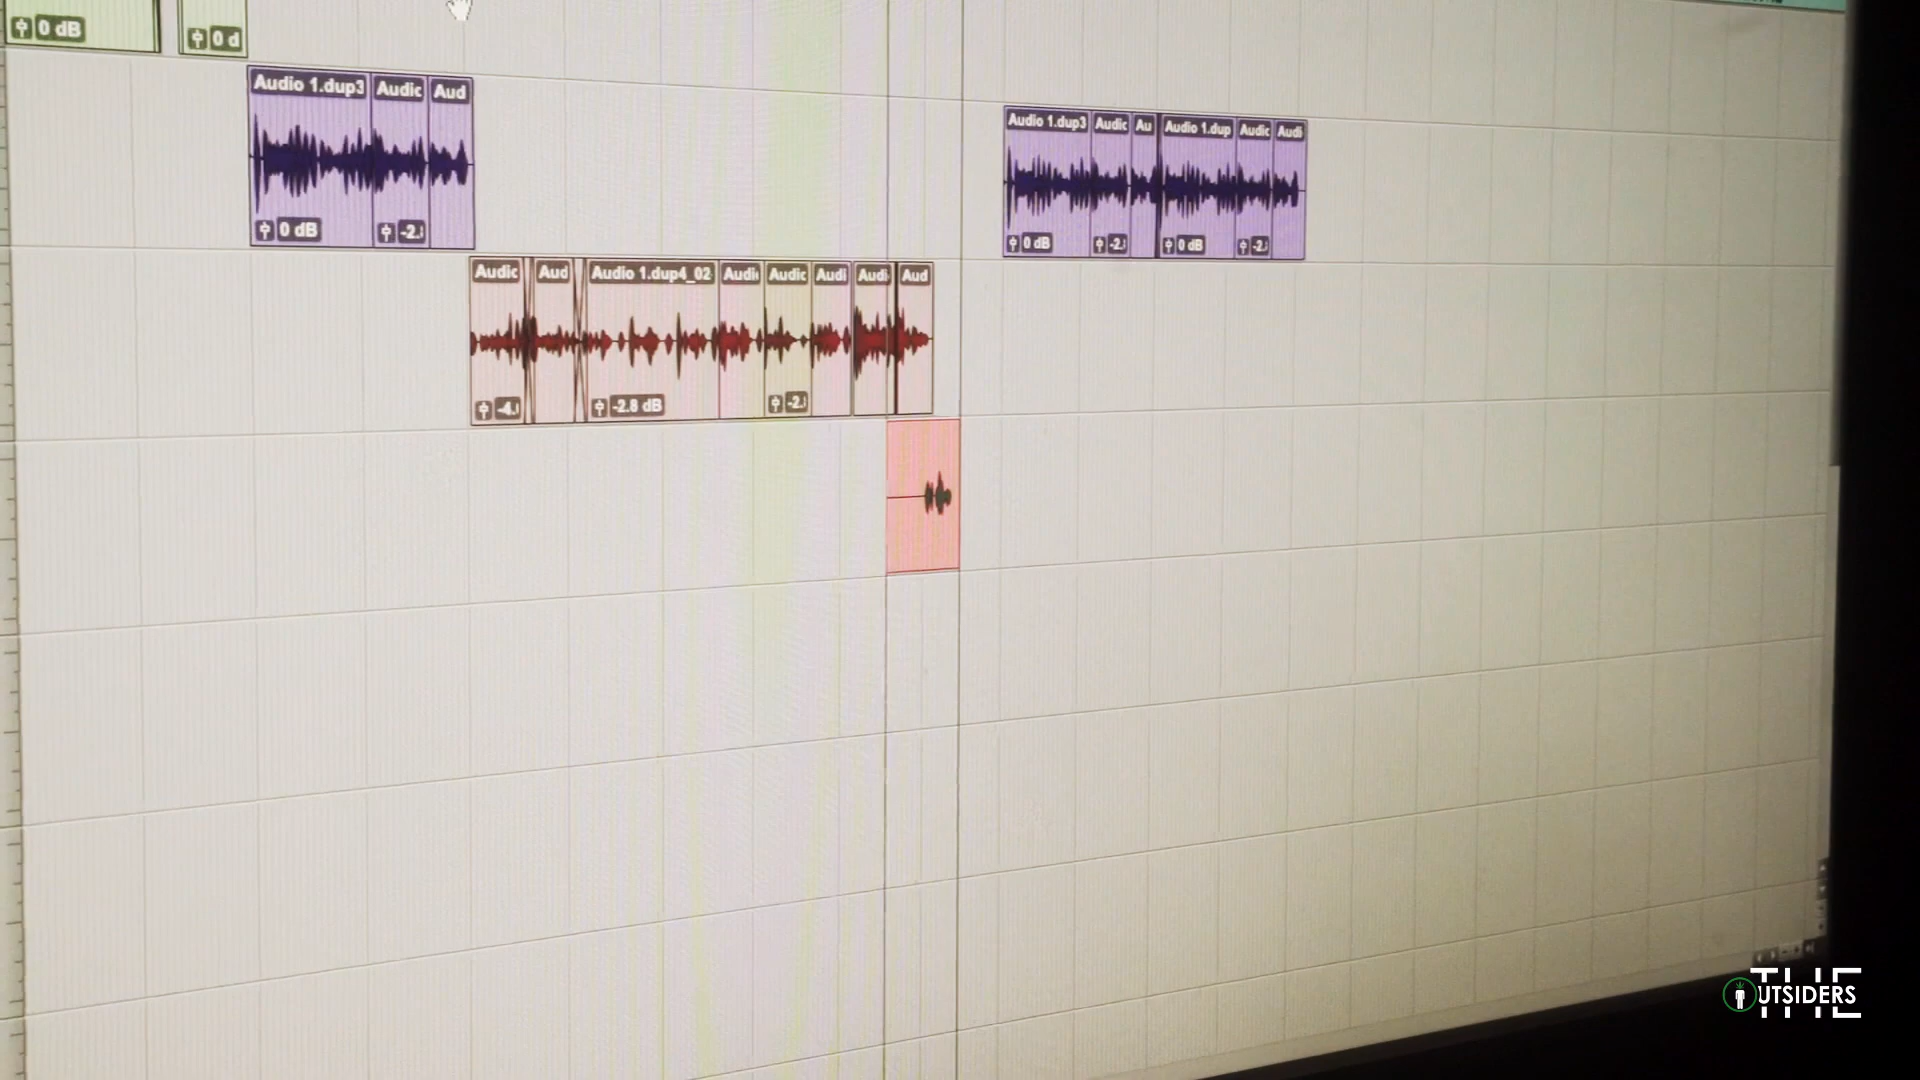 0 dB
0 d
Audio 1.dup3 Audic Aud
0 dB -2.
Audio 1.dup3 Audic Au Audio 1.dup Audic Audi
0 dB -2. 0 dB -2.
Audic Aud Audio 1.dup4_02 Audi Audic Audi Audi Aud
-4. -2.8 dB -2.
THE
OUTSIDERS